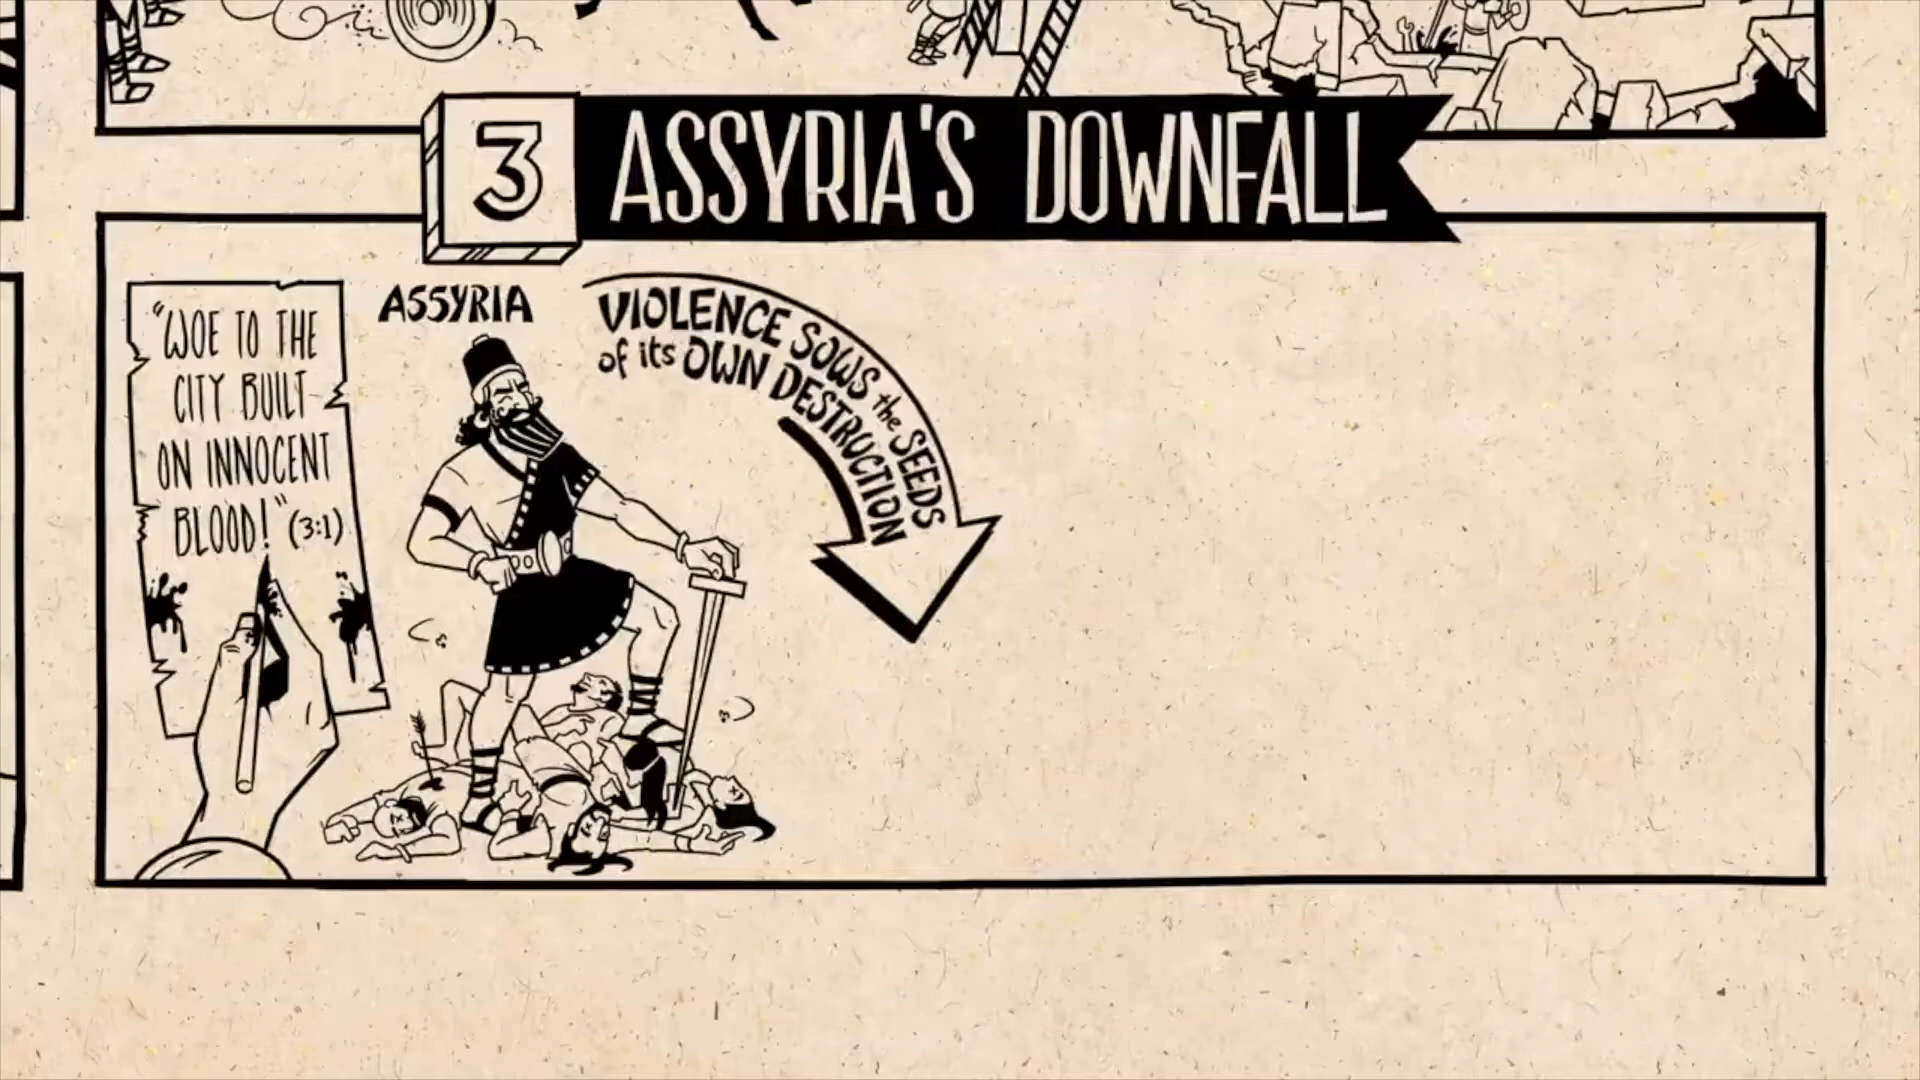 3 ASSYRIA'S DOWNFALL
"WOE TO THE
CITY BUILT
ON INNOCENT
BLOOD!" (3:1)
ASSYRIA
VIOLENCE SOWS the SEEDS
of its OWN DESTRUCTION